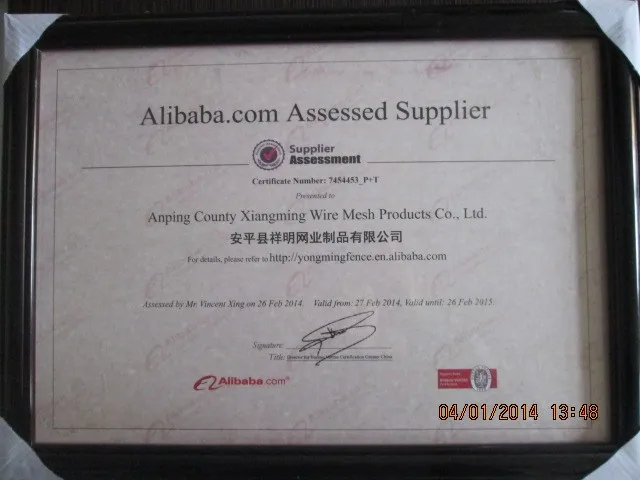 Alibaba.com Assessed Supplier
Supplier
Assessment
Certificate Number: 7454453_P+T
Presented to
Anping County Xiangming Wire Mesh Products Co., Ltd.
安平县祥明网业制品有限公司
For details, please refer to http://yongmingfence.en.alibaba.com
Assessed by Mr. Vincent Xing on 26 Feb 2014 Valid from: 27 Feb 2014, Valid until: 26 Feb 2015
Signature:
Title:
Alibaba.com
04/01/2014 13:48